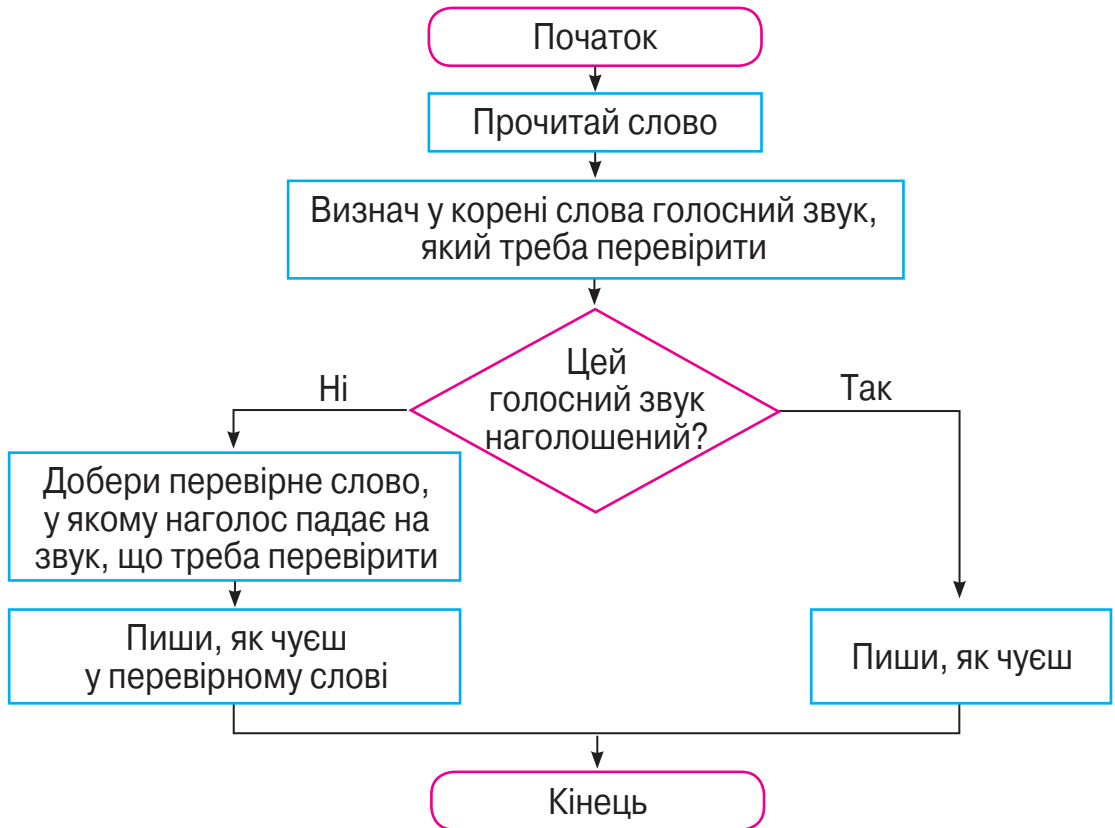 Початок
Прочитай слово
Визнач у корені слова голосний звук,
який треба перевірити
Цей
голосний звук
наголошений?
Ні
Так
Добери перевірне слово,
у якому наголос падає на
звук, що треба перевірити
Пиши, як чуєш
у перевірному слові
Пиши, як чуєш
Кінець